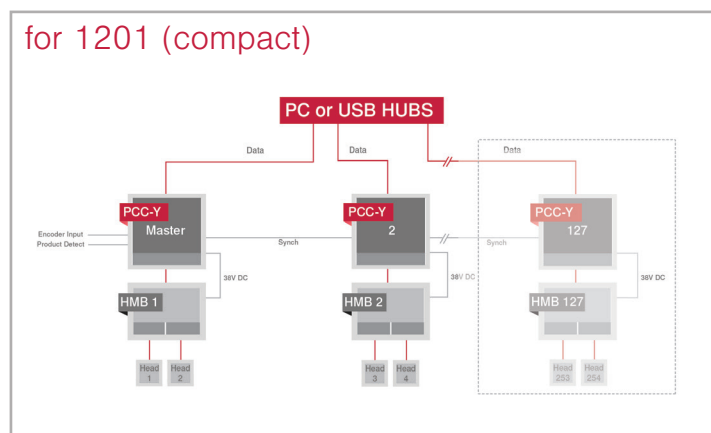 for 1201 (compact)
PC or USB HUBS
Data
Data
Data
PCC-Y
Master
PCC-Y
2
PCC-Y
127
Encoder Input
Product Detect
Synch
Synch
38V DC
38V DC
38V DC
HMB 1
HMB 2
HMB 127
Head
1
Head
2
Head
3
Head
4
Head
253
Head
254